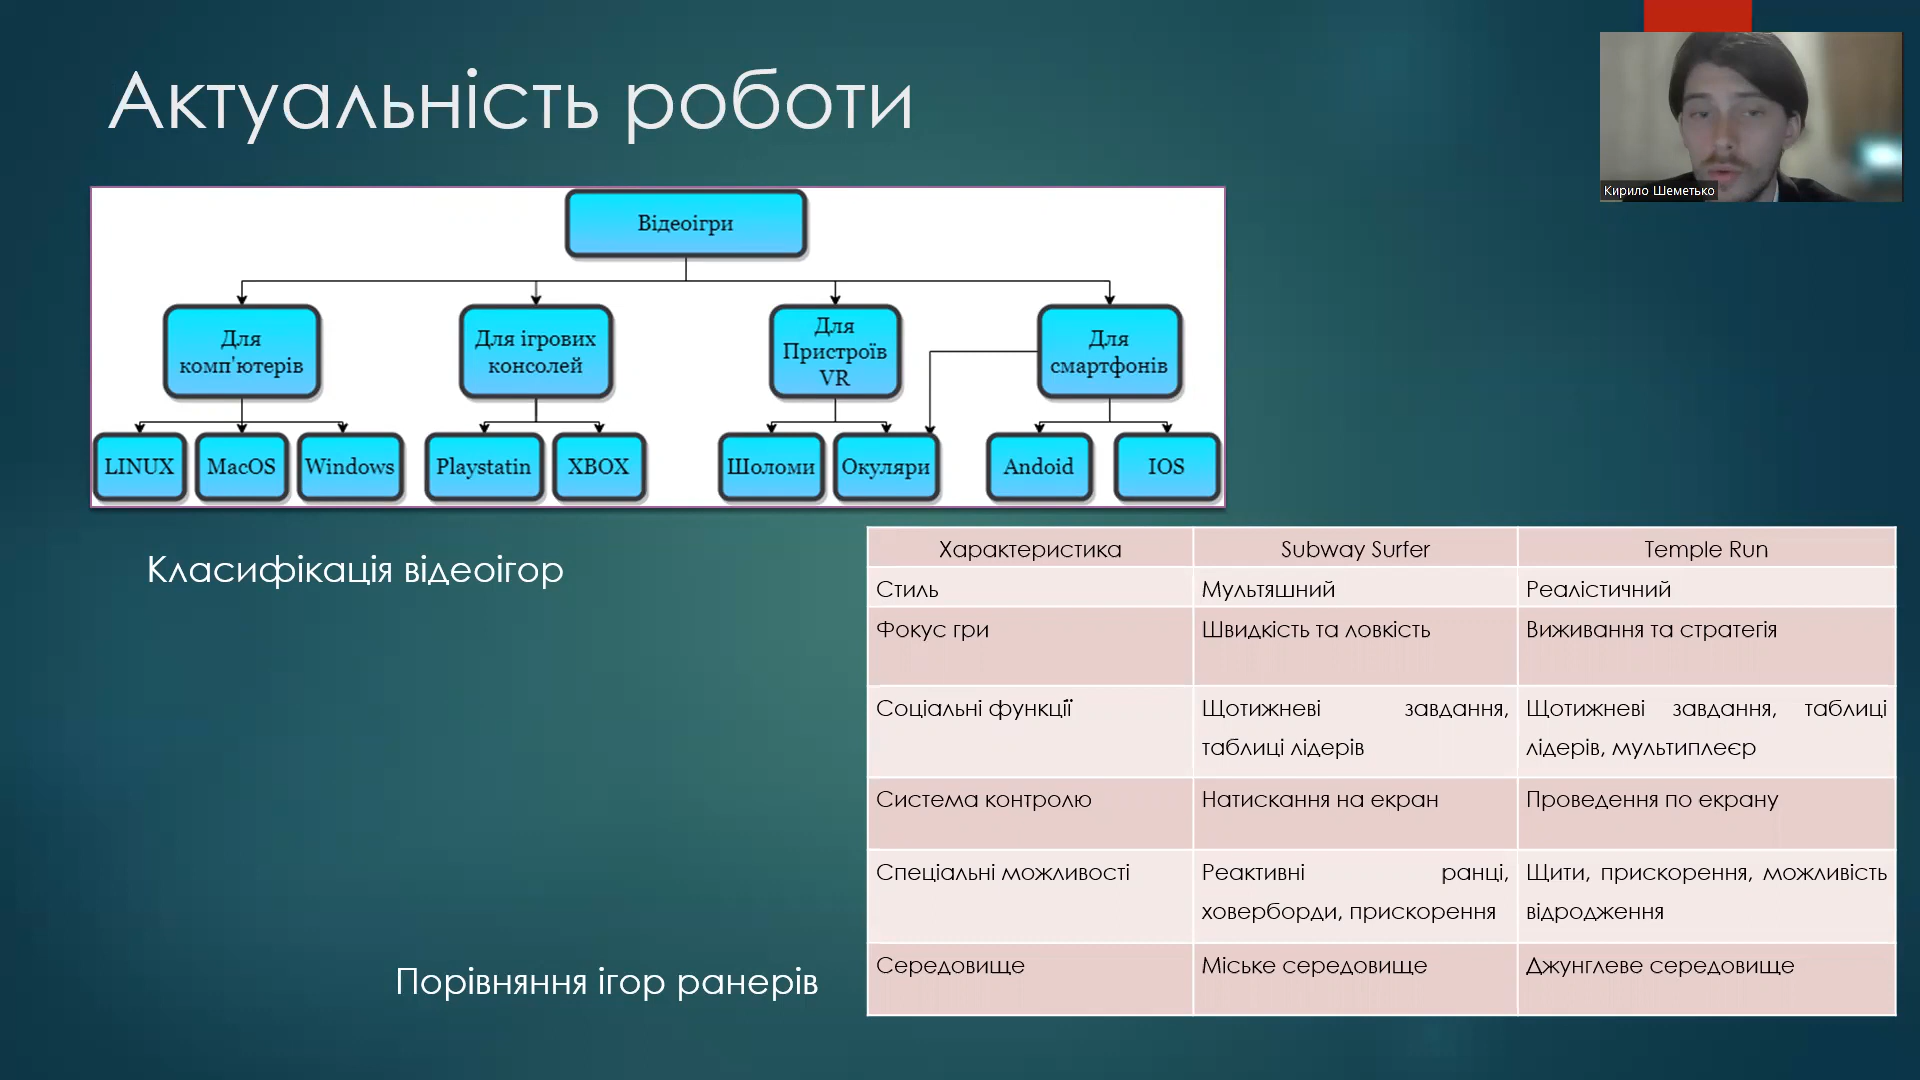 Актуальність роботи
Кирило Шеметько
Відеоігри
Для
комп'ютерів
Для ігрових
консолей
Для
Пристроїв
VR
Для
смартфонів
LINUX
MacOS
Windows
Playstatin
XBOX
Шоломи
Окуляри
Andoid
IOS
Класифікація відеоігор
Характеристика Subway Surfer Temple Run
Стиль Мультяшний Реалістичний
Фокус гри Швидкість та ловкість Виживання та стратегія
Соціальні функції Щотижневі завдання, Щотижневі завдання, таблиці
таблиці лідерів лідерів, мультиплеєр
Система контролю Натискання на екран Проведення по екрану
Спеціальні можливості Реактивні ранці, Щити, прискорення, можливість
ховерборди, прискорення відродження
Середовище Міське середовище Джунглеве середовище
Порівняння ігор ранерів